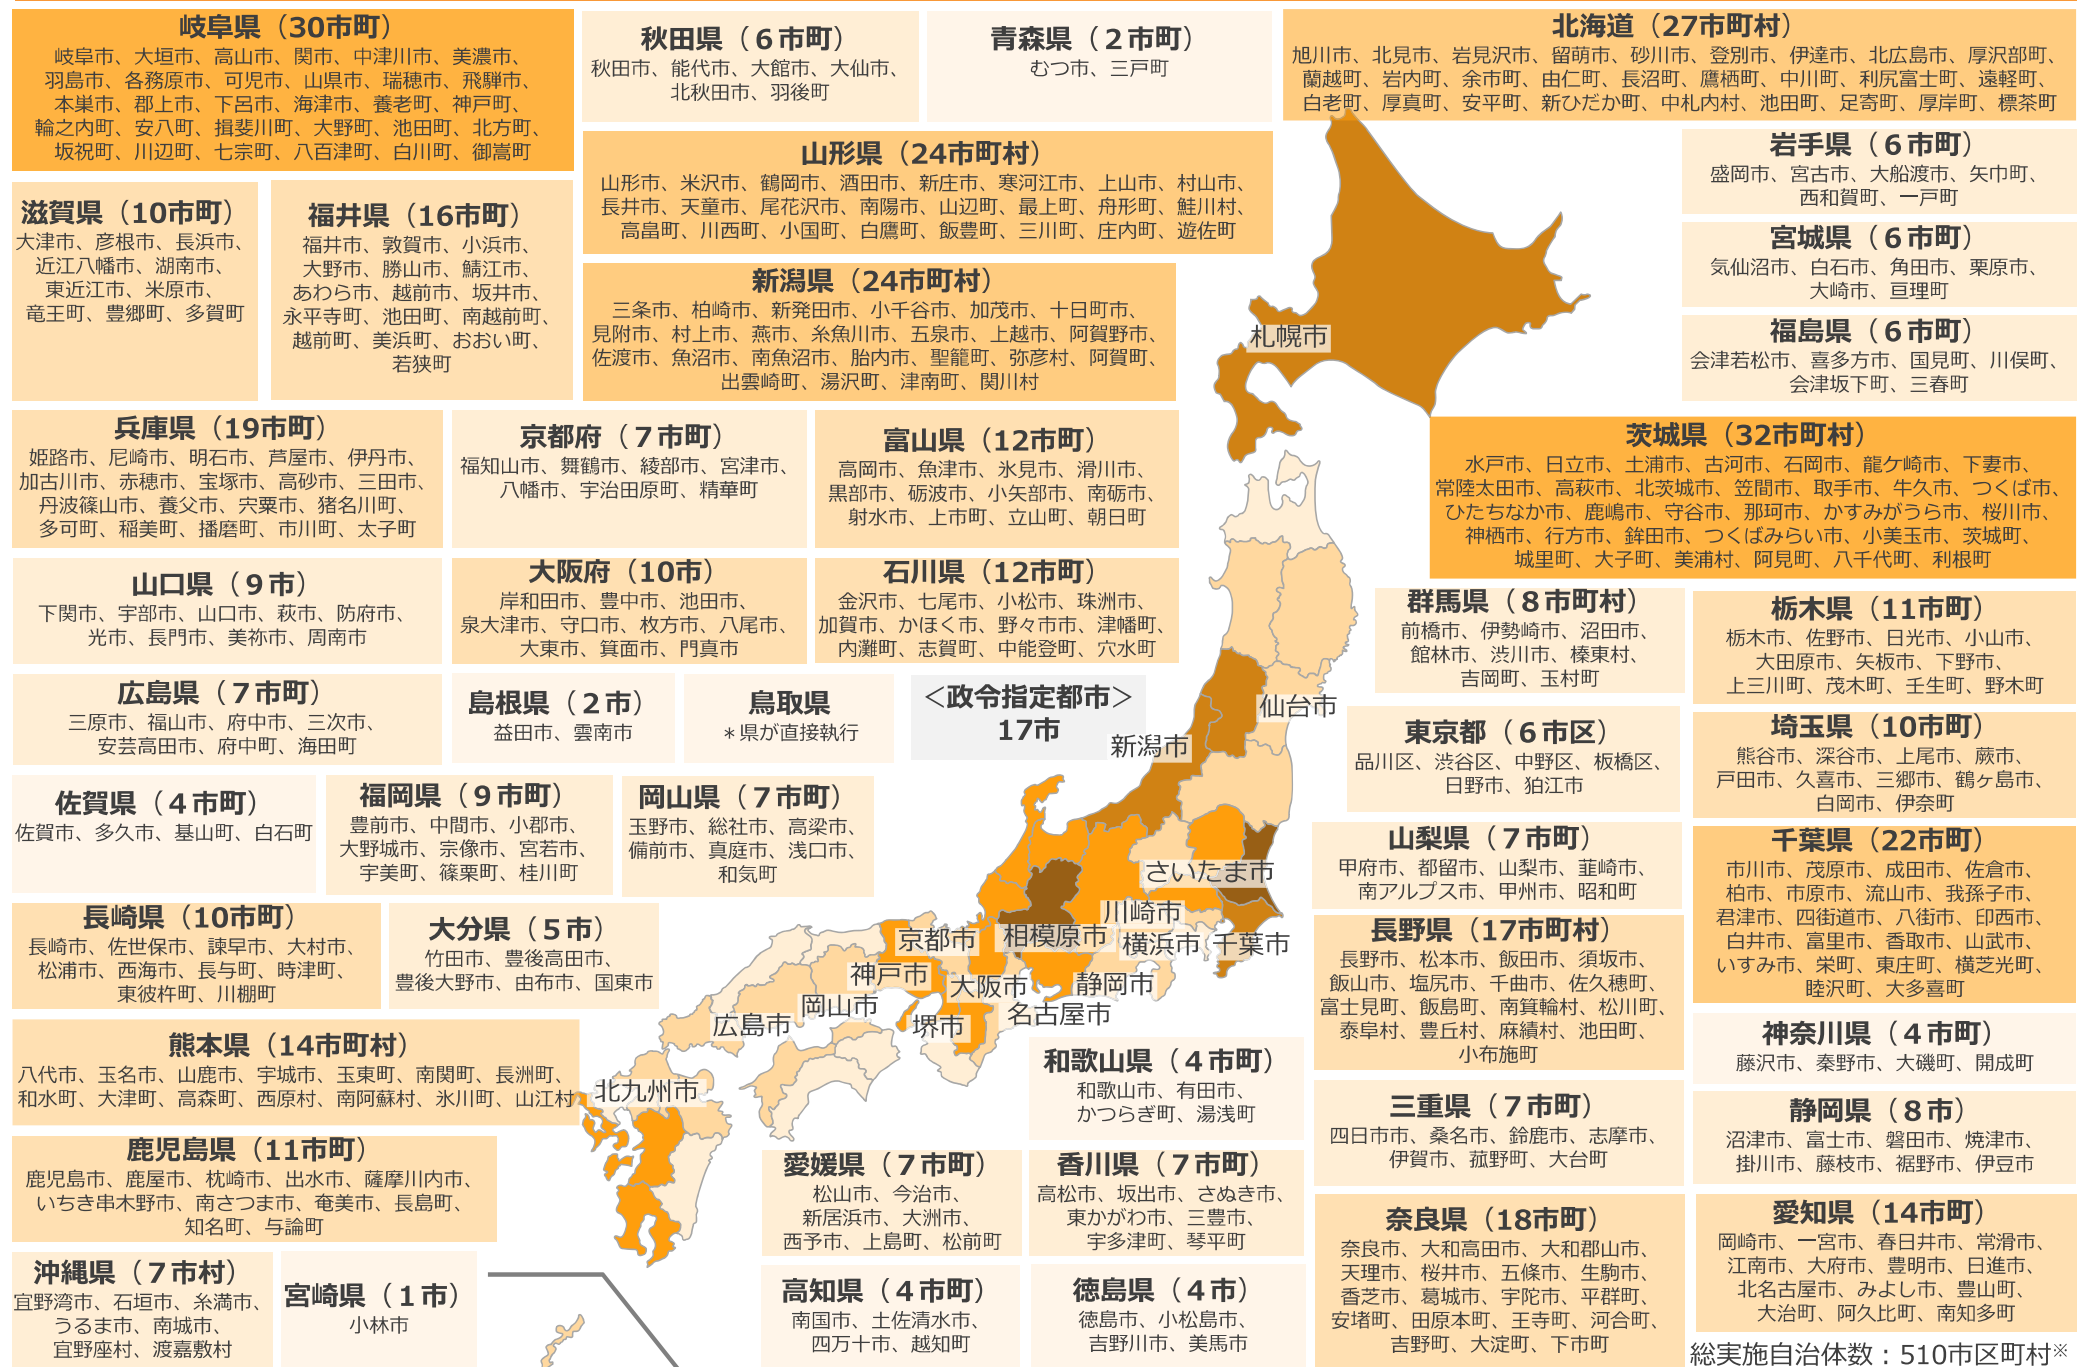 岐阜県（30市町）
岐阜市、大垣市、高山市、関市、中津川市、美濃市、
羽島市、各務原市、可児市、山県市、瑞穂市、飛騨市、
本巣市、郡上市、下呂市、海津市、養老町、神戸町、
輪之内町、安八町、揖斐川町、大野町、池田町、北方町、
坂祝町、川辺町、七宗町、八百津町、白川町、御嵩町
秋田県（６市町）
秋田市、能代市、大館市、大仙市、
北秋田市、羽後町
青森県（２市町）
むつ市、三戸町
北海道（27市町村）
旭川市、北見市、岩見沢市、留萌市、砂川市、登別市、伊達市、北広島市、厚沢部町、
蘭越町、岩内町、余市町、由仁町、長沼町、鷹栖町、中川町、利尻富士町、遠軽町、
白老町、厚真町、安平町、新ひだか町、中札内村、池田町、足寄町、厚岸町、標茶町
山形県（24市町村）
山形市、米沢市、鶴岡市、酒田市、新庄市、寒河江市、上山市、村山市、
長井市、天童市、尾花沢市、南陽市、山辺町、最上町、舟形町、鮭川村、
高畠町、川西町、小国町、白鷹町、飯豊町、三川町、庄内町、遊佐町
岩手県（６市町）
盛岡市、宮古市、大船渡市、矢巾町、
西和賀町、一戸町
滋賀県（10市町）
大津市、彦根市、長浜市、
近江八幡市、湖南市、
東近江市、米原市、
竜王町、豊郷町、多賀町
福井県（16市町）
福井市、敦賀市、小浜市、
大野市、勝山市、鯖江市、
あわら市、越前市、坂井市、
永平寺町、池田町、南越前町、
越前町、美浜町、おおい町、
若狭町
新潟県（24市町村）
三条市、柏崎市、新発田市、小千谷市、加茂市、十日町市、
見附市、村上市、燕市、糸魚川市、五泉市、上越市、阿賀野市、
佐渡市、魚沼市、南魚沼市、胎内市、聖籠町、弥彦村、阿賀町、
出雲崎町、湯沢町、津南町、関川村
宮城県（６市町）
気仙沼市、白石市、角田市、栗原市、
大崎市、亘理町
福島県（６市町）
会津若松市、喜多方市、国見町、川俣町、
会津坂下町、三春町
札幌市
兵庫県（19市町）
姫路市、尼崎市、明石市、芦屋市、伊丹市、
加古川市、赤穂市、宝塚市、高砂市、三田市、
丹波篠山市、養父市、宍粟市、猪名川町、
多可町、稲美町、播磨町、市川町、太子町
京都府（７市町）
福知山市、舞鶴市、綾部市、宮津市、
八幡市、宇治田原町、精華町
富山県（12市町）
高岡市、魚津市、氷見市、滑川市、
黒部市、砺波市、小矢部市、南砺市、
射水市、上市町、立山町、朝日町
茨城県（32市町村）
水戸市、日立市、土浦市、古河市、石岡市、龍ケ崎市、下妻市、
常陸太田市、高萩市、北茨城市、笠間市、取手市、牛久市、つくば市、
ひたちなか市、鹿嶋市、守谷市、那珂市、かすみがうら市、桜川市、
神栖市、行方市、鉾田市、つくばみらい市、小美玉市、茨城町、
城里町、大子町、美浦村、阿見町、八千代町、利根町
山口県（９市）
下関市、宇部市、山口市、萩市、防府市、
光市、長門市、美祢市、周南市
大阪府（10市）
岸和田市、豊中市、池田市、
泉大津市、守口市、枚方市、八尾市、
大東市、箕面市、門真市
石川県（12市町）
金沢市、七尾市、小松市、珠洲市、
加賀市、かほく市、野々市市、津幡町、
内灘町、志賀町、中能登町、穴水町
群馬県（８市町村）
前橋市、伊勢崎市、沼田市、
館林市、渋川市、榛東村、
吉岡町、玉村町
栃木県（11市町）
栃木市、佐野市、日光市、小山市、
大田原市、矢板市、下野市、
上三川町、茂木町、壬生町、野木町
広島県（７市町）
三原市、福山市、府中市、三次市、
安芸高田市、府中町、海田町
島根県（２市）
益田市、雲南市
鳥取県
＊県が直接執行
＜政令指定都市＞
17市
仙台市
新潟市
東京都（６市区）
品川区、渋谷区、中野区、板橋区、
日野市、狛江市
埼玉県（10市町）
熊谷市、深谷市、上尾市、蕨市、
戸田市、久喜市、三郷市、鶴ヶ島市、
白岡市、伊奈町
佐賀県（４市町）
佐賀市、多久市、基山町、白石町
福岡県（９市町）
豊前市、中間市、小郡市、
大野城市、宗像市、宮若市、
宇美町、篠栗町、桂川町
岡山県（７市町）
玉野市、総社市、高梁市、
備前市、真庭市、浅口市、
和気町
山梨県（７市町）
甲府市、都留市、山梨市、韮崎市、
南アルプス市、甲州市、昭和町
千葉県（22市町）
市川市、茂原市、成田市、佐倉市、
柏市、市原市、流山市、我孫子市、
君津市、四街道市、八街市、印西市、
白井市、富里市、香取市、山武市、
いすみ市、栄町、東庄町、横芝光町、
睦沢町、大多喜町
さいたま市
川崎市
相模原市
横浜市
千葉市
京都市
神戸市
大阪市
静岡市
岡山市
名古屋市
広島市
堺市
北九州市
長崎県（10市町）
長崎市、佐世保市、諫早市、大村市、
松浦市、西海市、長与町、時津町、
東彼杵町、川棚町
大分県（５市）
竹田市、豊後高田市、
豊後大野市、由布市、国東市
長野県（17市町村）
長野市、松本市、飯田市、須坂市、
飯山市、塩尻市、千曲市、佐久穂町、
富士見町、飯島町、南箕輪村、松川町、
泰阜村、豊丘村、麻績村、池田町、
小布施町
神奈川県（４市町）
藤沢市、秦野市、大磯町、開成町
熊本県（14市町村）
八代市、玉名市、山鹿市、宇城市、玉東町、南関町、長洲町、
和水町、大津町、高森町、西原村、南阿蘇村、氷川町、山江村
和歌山県（４市町）
和歌山市、有田市、
かつらぎ町、湯浅町
三重県（７市町）
四日市市、桑名市、鈴鹿市、志摩市、
伊賀市、菰野町、大台町
静岡県（８市）
沼津市、富士市、磐田市、焼津市、
掛川市、藤枝市、裾野市、伊豆市
鹿児島県（11市町）
鹿児島市、鹿屋市、枕崎市、出水市、薩摩川内市、
いちき串木野市、南さつま市、奄美市、長島町、
知名町、与論町
愛媛県（７市町）
松山市、今治市、
新居浜市、大洲市、
西予市、上島町、松前町
香川県（７市町）
高松市、坂出市、さぬき市、
東かがわ市、三豊市、
宇多津町、琴平町
奈良県（18市町）
奈良市、大和高田市、大和郡山市、
天理市、桜井市、五條市、生駒市、
香芝市、葛城市、宇陀市、平群町、
安堵町、田原本町、王寺町、河合町、
吉野町、大淀町、下市町
愛知県（14市町）
岡崎市、一宮市、春日井市、常滑市、
江南市、大府市、豊明市、日進市、
北名古屋市、みよし市、豊山町、
大治町、阿久比町、南知多町
沖縄県（７市村）
宜野湾市、石垣市、糸満市、
うるま市、南城市、
宜野座村、渡嘉敷村
宮崎県（１市）
小林市
高知県（４市町）
南国市、土佐清水市、
四万十市、越知町
徳島県（４市）
徳島市、小松島市、
吉野川市、美馬市
総実施自治体数：510市区町村※